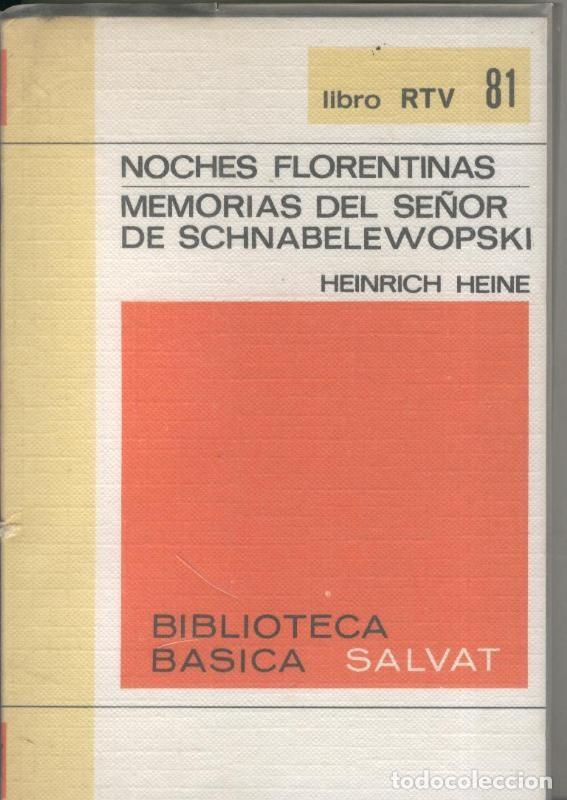 libro RTV 81
NOCHES FLORENTINAS
MEMORIAS DEL SEÑOR
DE SCHNABELEWOPSKI
HEINRICH HEINE
BIBLIOTECA
BASICA SALVAT
todocoleccion